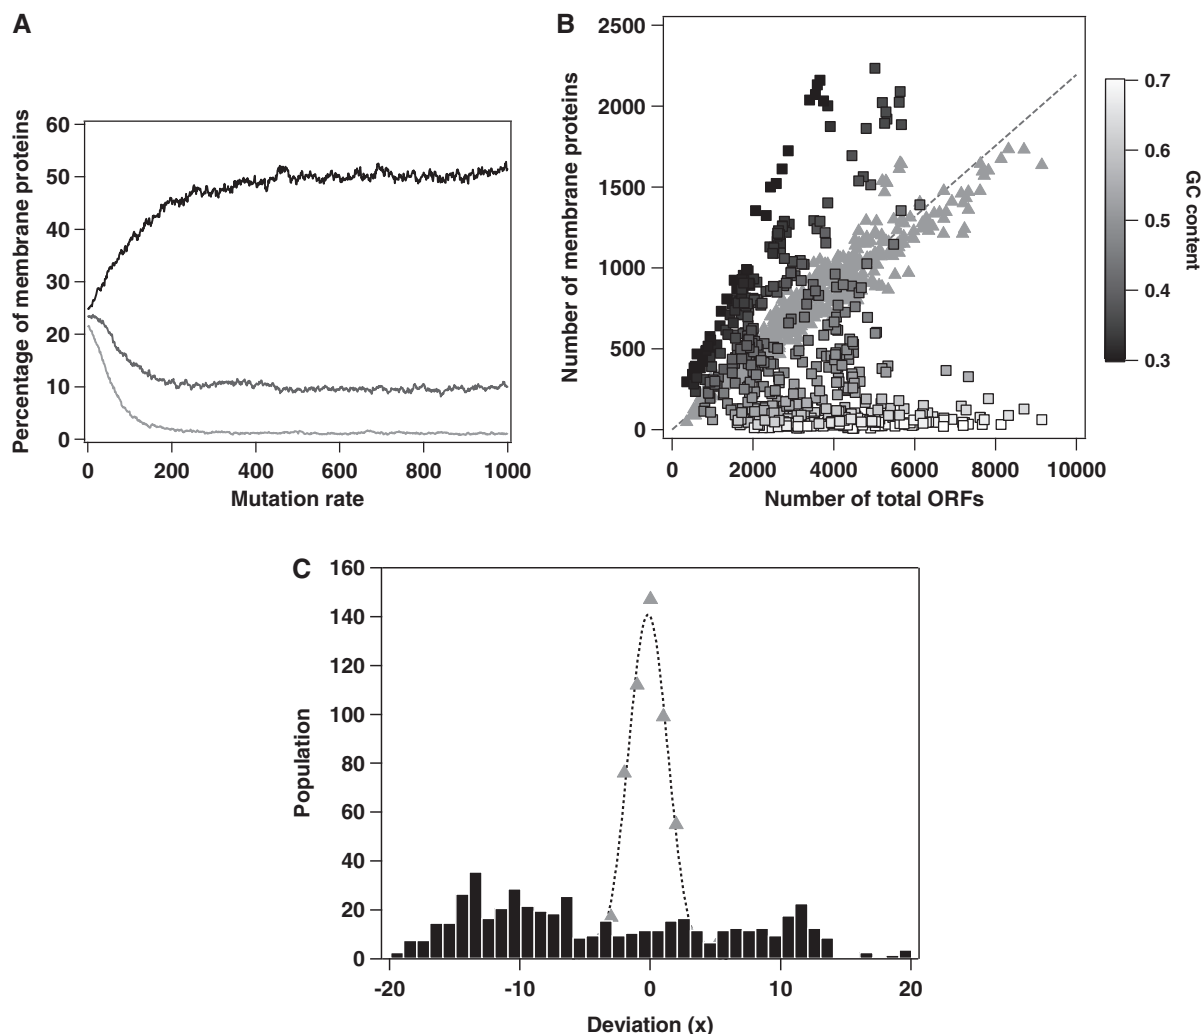 A
Percentage of membrane proteins
60
50
40
30
20
10
0
0 200 400 600 800 1000
Mutation rate
B
Number of membrane proteins
2500
2000
1500
1000
500
0
0 2000 4000 6000 8000 10000
Number of total ORFs
0.7
0.6
0.5
0.4
0.3
GC content
C
Population
160
140
120
100
80
60
40
20
0
-20 -10 0 10 20
Deviation (x)